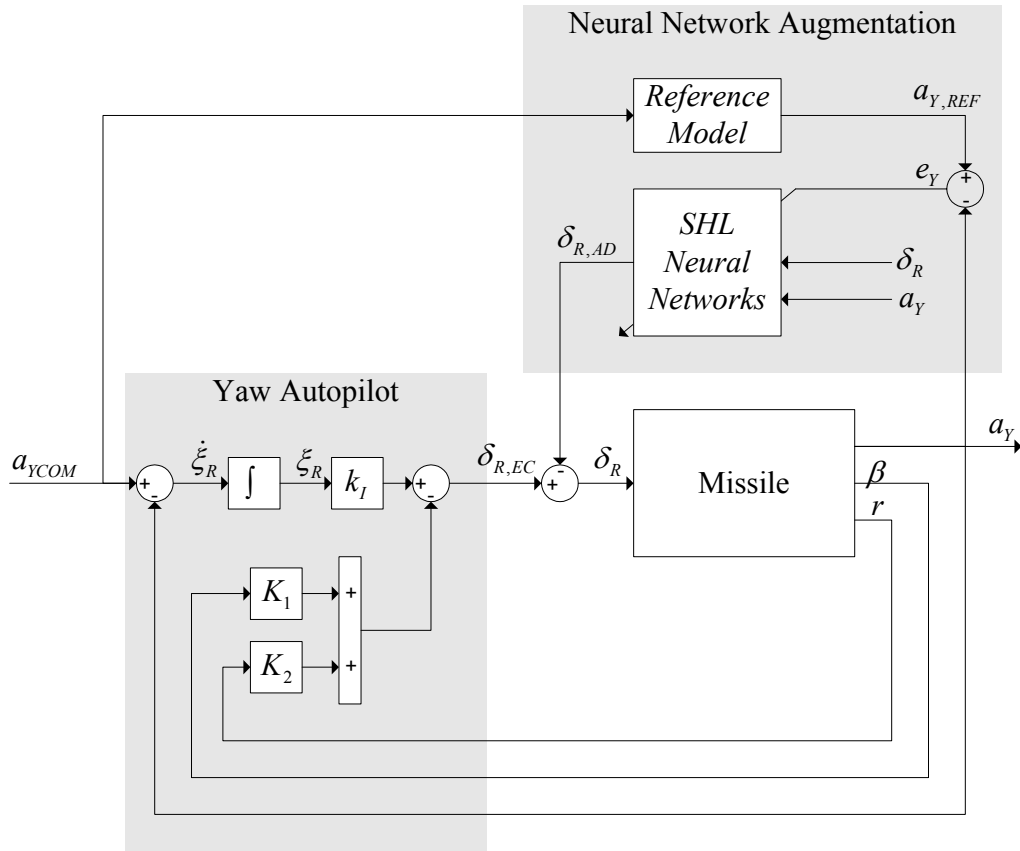 Neural Network Augmentation
Reference
Model
a_{Y,REF}
+
-
e_Y
SHL
Neural
Networks
δ_{R,AD}
δ_R
a_Y
Yaw Autopilot
a_{YCOM}
+
-
ξ̇_R
∫
ξ_R
k_I
+
-
δ_{R,EC}
-
+
δ_R
Missile
a_Y
β
r
K_1
+
K_2
+